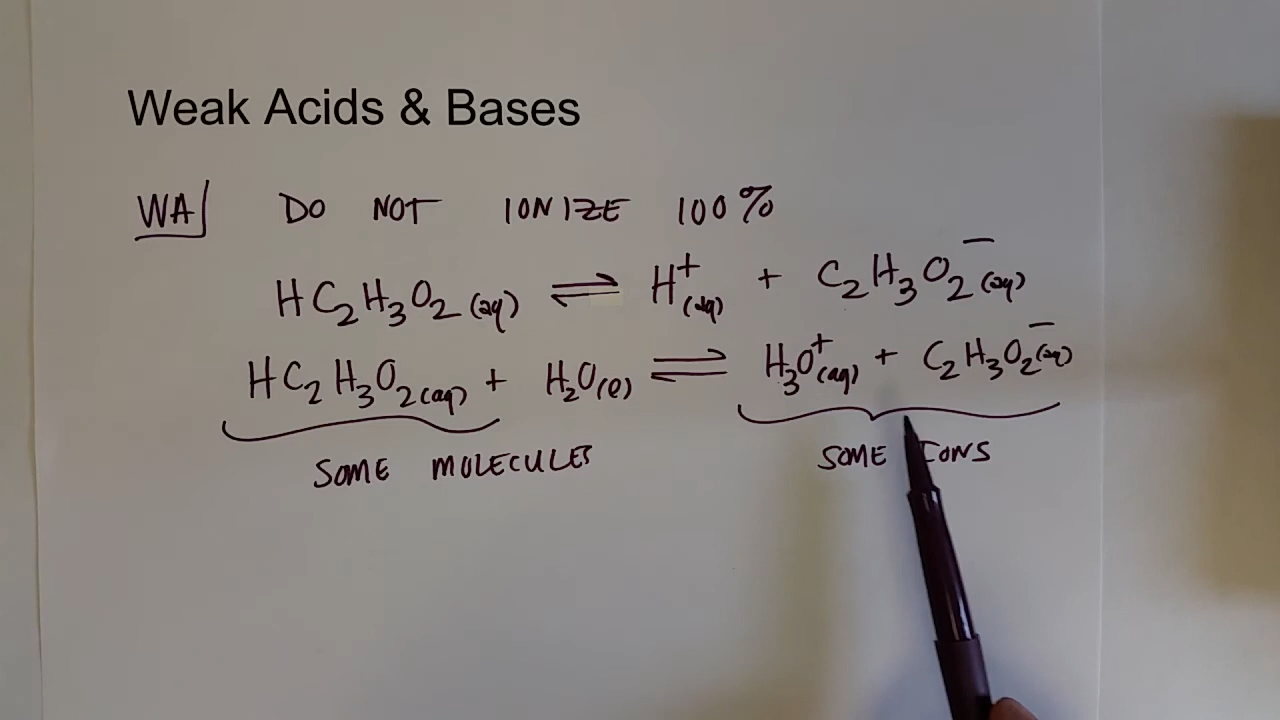 Weak Acids & Bases
WA DO NOT IONIZE 100%
HC₂H₃O₂(aq) ⇌ H⁺(aq) + C₂H₃O₂⁻(aq)
HC₂H₃O₂(aq) + H₂O(l) ⇌ H₃O⁺(aq) + C₂H₃O₂⁻(aq)
SOME MOLECULES SOME IONS